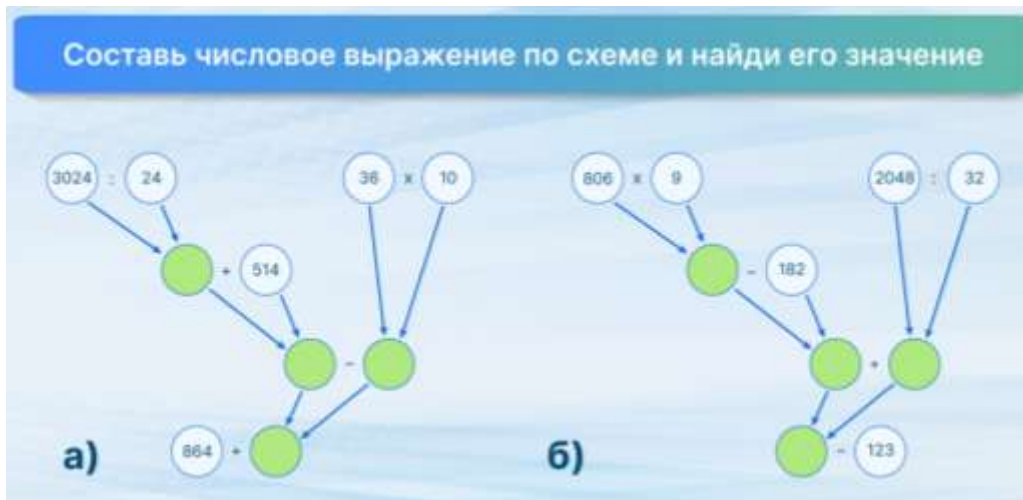 Составь числовое выражение по схеме и найди его значение
3024 : 24 36 x 10 806 x 9 2048 : 32
+ 514 - 182
- +
а) 864 + б) - 123